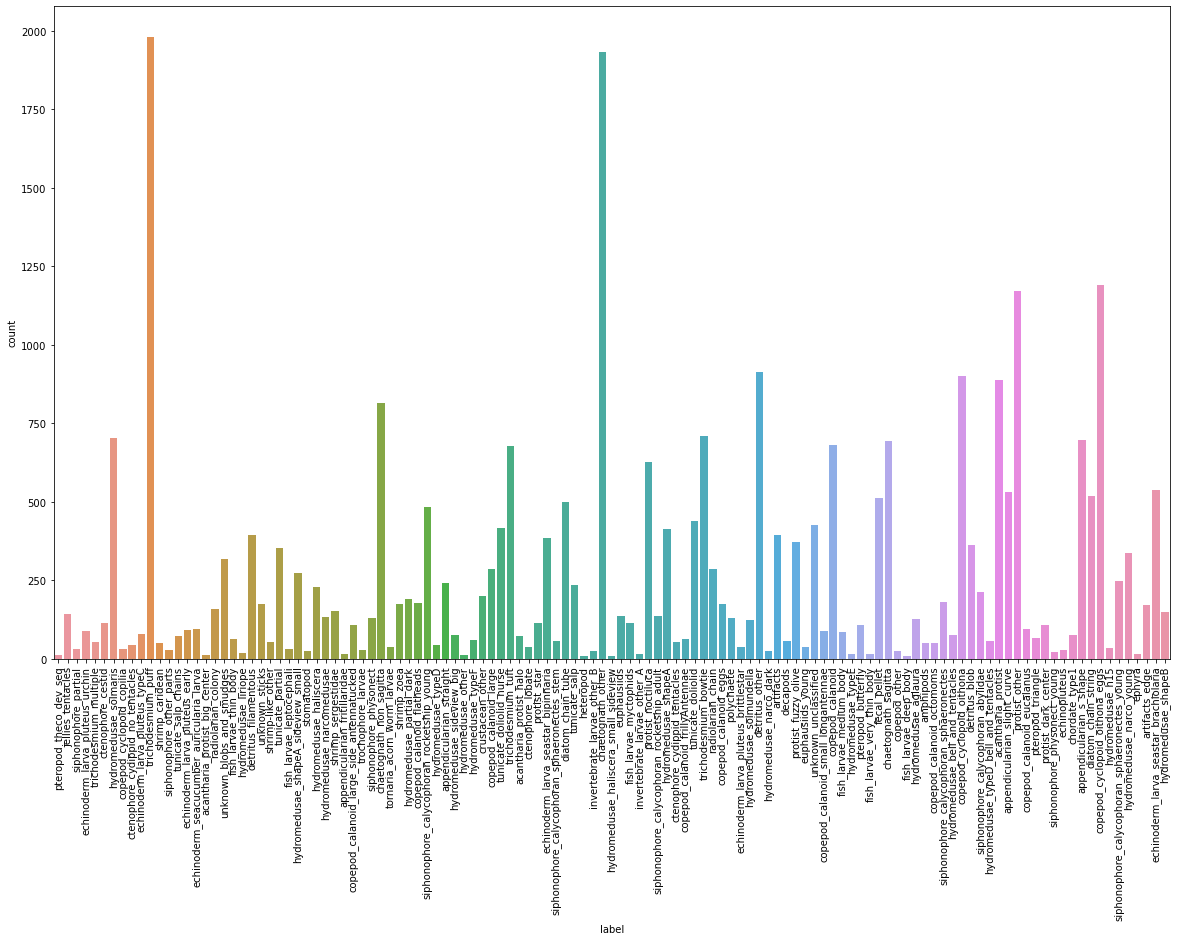 2000
1750
1500
1250
1000
750
500
250
0
count
pteropod_theco_dev_seq
jellies_tentacles
siphonophore_partial
echinoderm_larva_pluteus_urchin
trichodesmium_multiple
ctenophore_cestid
hydromedusae_solmaris
copepod_cyclopoid_copilia
ctenophore_cydippid_no_tentacles
echinoderm_larva_pluteus_typeC
trichodesmium_puff
shrimp_caridean
siphonophore_other_parts
tunicate_salp_chains
echinoderm_larva_pluteus_early
echinoderm_seacucumber_auricularia_larva
acantharia_protist_big_center
radiolarian_colony
unknown_blobs_and_smudges
fish_larvae_thin_body
hydromedusae_liriope
detritus_filamentous
unknown_sticks
shrimp-like_other
tunicate_partial
fish_larvae_leptocephali
hydromedusae_shapeA_sideview_small
stomatopod
hydromedusae_haliscera
hydromedusae_narcomedusae
shrimp_sergestidae
appendicularian_fritillaridae
copepod_calanoid_large_side_antennatucked
trochophore_larvae
siphonophore_physonect
chaetognath_non_sagitta
tornaria_acorn_worm_larvae
shrimp_zoea
hydromedusae_partial_dark
copepod_calanoid_flatheads
siphonophore_calycophoran_rocketship_young
hydromedusae_typeD
appendicularian_straight
hydromedusae_sideview_big
hydromedusae_other
hydromedusae_typeF
crustacean_other
copepod_calanoid_large
tunicate_doliolid_nurse
trichodesmium_tuft
acantharia_protist_halo
ctenophore_lobate
protist_star
echinoderm_larva_seastar_bipinnaria
siphonophore_calycophoran_sphaeronectes_stem
diatom_chain_tube
tunicate_salp
heteropod
invertebrate_larvae_other_B
chaetognath_other
hydromedusae_haliscera_small_sideview
euphausiids
fish_larvae_myctophids
invertebrate_larvae_other_A
protist_noctiluca
siphonophore_calycophoran_rocketship_adult
hydromedusae_shapeA
ctenophore_cydippid_tentacles
copepod_calanoid_frillyAntennae
tunicate_doliolid
trichodesmium_bowtie
radiolarian_chain
copepod_calanoid_eggs
polychaete
echinoderm_larva_pluteus_brittlestar
hydromedusae_solmundella
detritus_other
hydromedusae_narco_dark
artifacts
decapods
protist_fuzzy_olive
euphausiids_young
unknown_unclassified
copepod_calanoid_small_longantennae
copepod_calanoid
fish_larvae_medium_body
hydromedusae_typeE
pteropod_butterfly
fish_larvae_very_thin_body
fecal_pellet
chaetognath_sagitta
copepod_other
fish_larvae_deep_body
hydromedusae_aglaura
amphipods
copepod_calanoid_octomoms
siphonophore_calycophoran_sphaeronectes
hydromedusae_bell_and_tentacles
copepod_cyclopoid_oithona
detritus_blob
siphonophore_calycophoran_abylidae
hydromedusae_typeD_bell_and_tentacles
acantharia_protist
appendicularian_slight_curve
protist_other
copepod_calanoid_eucalanus
pteropod_triangle
protist_dark_center
siphonophore_physonect_young
echinopluteus
chordate_type1
appendicularian_s_shape
diatom_chain_string
copepod_cyclopoid_oithona_eggs
hydromedusae_h15
siphonophore_calycophoran_sphaeronectes_young
hydromedusae_narco_young
ephyra
artifacts_edge
echinoderm_larva_seastar_brachiolaria
hydromedusae_shapeB
label